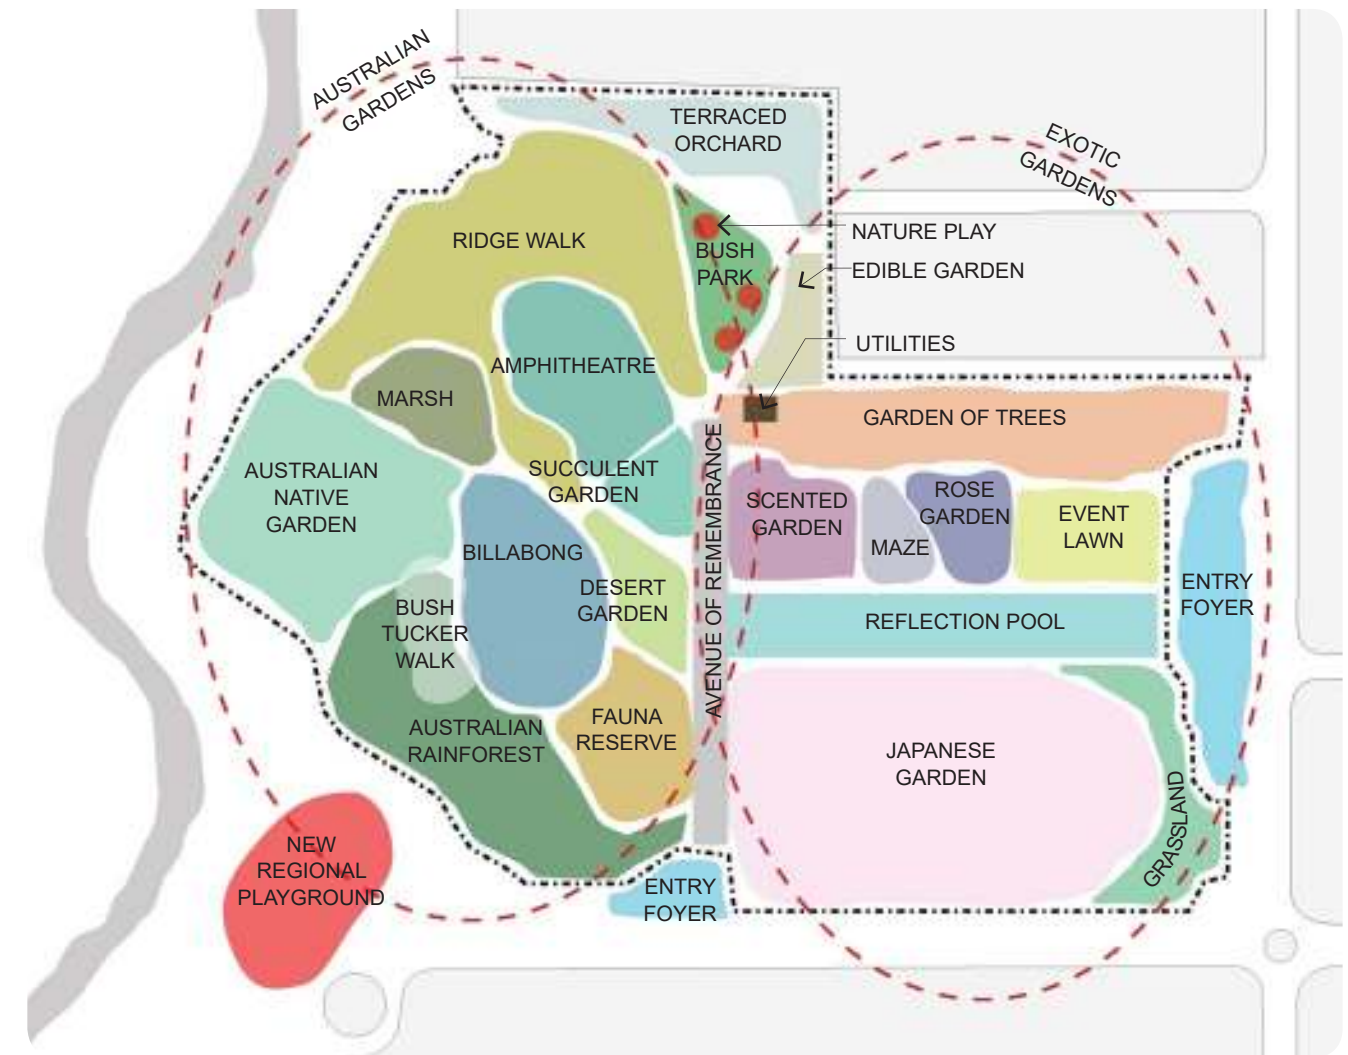 AUSTRALIAN
GARDENS
TERRACED
ORCHARD
EXOTIC
GARDENS
RIDGE WALK
NATURE PLAY
BUSH
PARK
EDIBLE GARDEN
UTILITIES
AMPHITHEATRE
MARSH
GARDEN OF TREES
AUSTRALIAN
NATIVE
GARDEN
SUCCULENT
GARDEN
AVENUE OF REMEMBRANCE
SCENTED
GARDEN
MAZE
ROSE
GARDEN
EVENT
LAWN
BILLABONG
DESERT
GARDEN
ENTRY
FOYER
BUSH
TUCKER
WALK
REFLECTION POOL
AUSTRALIAN
RAINFOREST
FAUNA
RESERVE
JAPANESE
GARDEN
GRASSLAND
NEW
REGIONAL
PLAYGROUND
ENTRY
FOYER